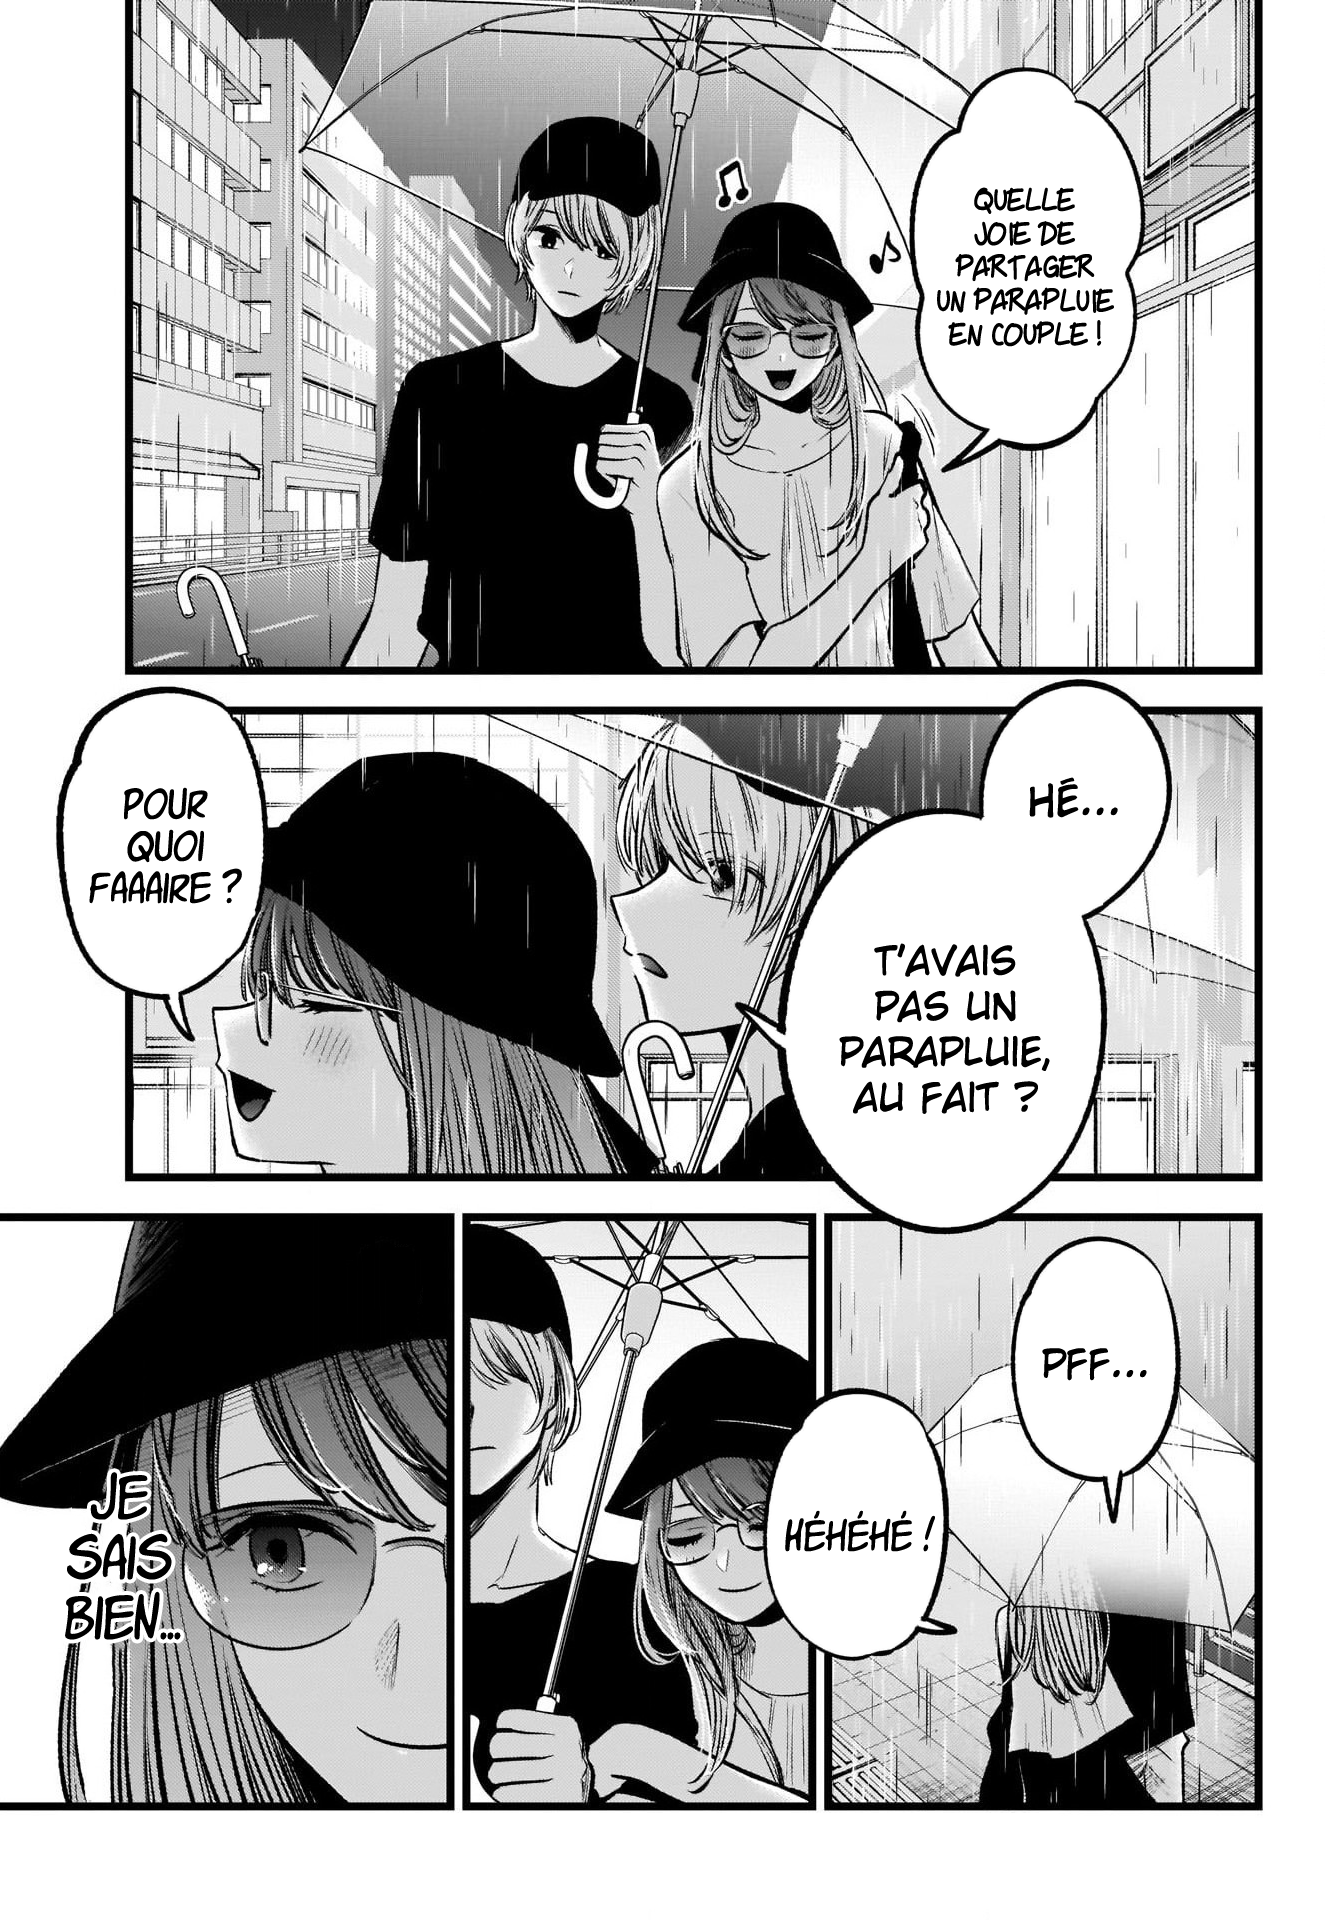 QUELLE
JOIE DE
PARTAGER
UN PARAPLUIE
EN COUPLE !
HÉ...
T'AVAIS
PAS UN
PARAPLUIE,
AU FAIT ?
POUR
QUOI
FAAAIRE ?
PFF...
HÉHÉHÉ !
JE
SAIS
BIEN...